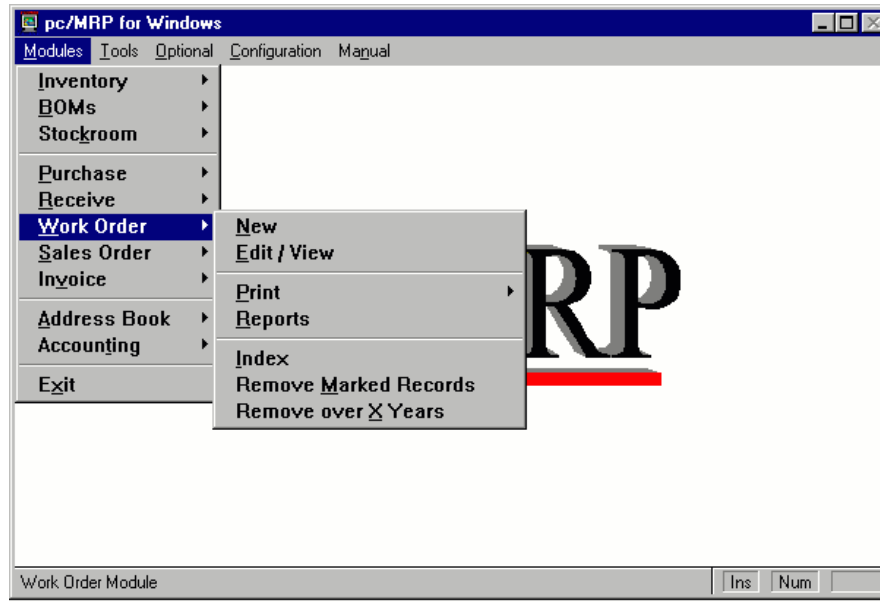 pc/MRP for Windows
Modules Tools Optional Configuration Manual
Inventory
BOMs
Stockroom
Purchase
Receive
Work Order
Sales Order
Invoice
Address Book
Accounting
Exit
New
Edit / View
Print
Reports
Index
Remove Marked Records
Remove over X Years
RP
Work Order Module
Ins Num